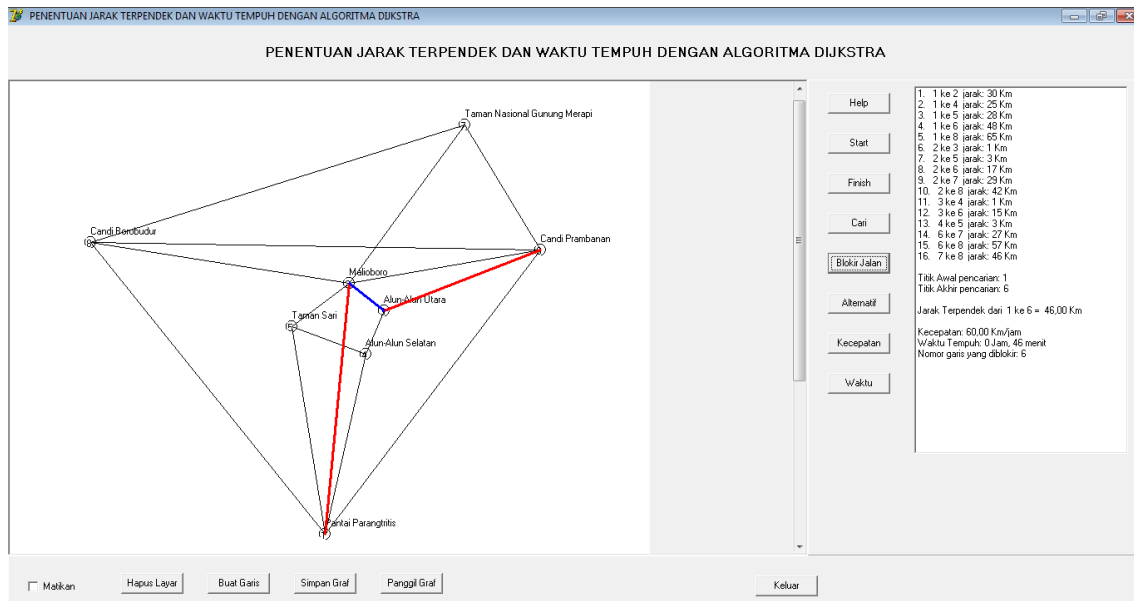 PENENTUAN JARAK TERPENDEK DAN WAKTU TEMPUH DENGAN ALGORITMA DIJKSTRA
PENENTUAN JARAK TERPENDEK DAN WAKTU TEMPUH DENGAN ALGORITMA DIJKSTRA
Taman Nasional Gunung Merapi
Candi Borobudur
Candi Prambanan
Malioboro
Alun-Alun Utara
Taman Sari
Alun-Alun Selatan
Pantai Parangtritis
Help
Start
Finish
Cari
Blokir Jalan
Alternatif
Kecepatan
Waktu
1. 1 ke 2 jarak: 30 Km
2. 1 ke 4 jarak: 25 Km
3. 1 ke 5 jarak: 28 Km
4. 1 ke 6 jarak: 48 Km
5. 1 ke 8 jarak: 65 Km
6. 2 ke 3 jarak: 1 Km
7. 2 ke 5 jarak: 3 Km
8. 2 ke 6 jarak: 17 Km
9. 2 ke 7 jarak: 29 Km
10. 2 ke 8 jarak: 42 Km
11. 3 ke 4 jarak: 1 Km
12. 3 ke 6 jarak: 15 Km
13. 4 ke 5 jarak: 3 Km
14. 6 ke 7 jarak: 27 Km
15. 6 ke 8 jarak: 57 Km
16. 7 ke 8 jarak: 46 Km
Titik Awal pencarian: 1
Titik Akhir pencarian: 6
Jarak Terpendek dari 1 ke 6 = 46,00 Km
Kecepatan: 60,00 Km/jam
Waktu Tempuh: 0 Jam, 46 menit
Nomor garis yang diblokir: 6
Matikan
Hapus Layar
Buat Garis
Simpan Graf
Panggil Graf
Keluar